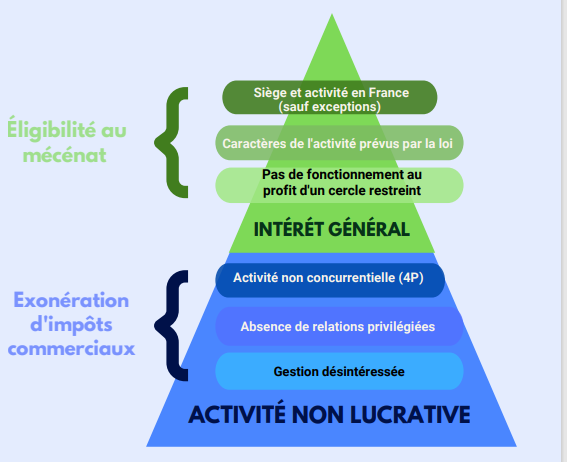 Siège et activité en France
(sauf exceptions)
Éligibilité au
mécénat
Caractères de l'activité prévus par la loi
Pas de fonctionnement au
profit d'un cercle restreint
INTÉRÉT GÉNÉRAL
Activité non concurrentielle (4P)
Exonération
d'impôts
commerciaux
Absence de relations privilégiées
Gestion désintéressée
ACTIVITÉ NON LUCRATIVE